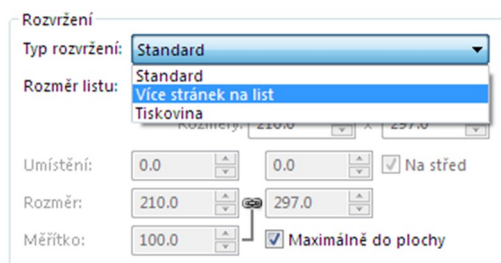 Rozvržení
Typ rozvržení: Standard
Standard
Rozměr listu:
Více stránek na list
Tiskovina
Rozměry: 210.0 x 297.0
Umístění: 0.0 0.0 Na střed
Rozměr: 210.0 297.0
Měřítko: 100.0 Maximálně do plochy